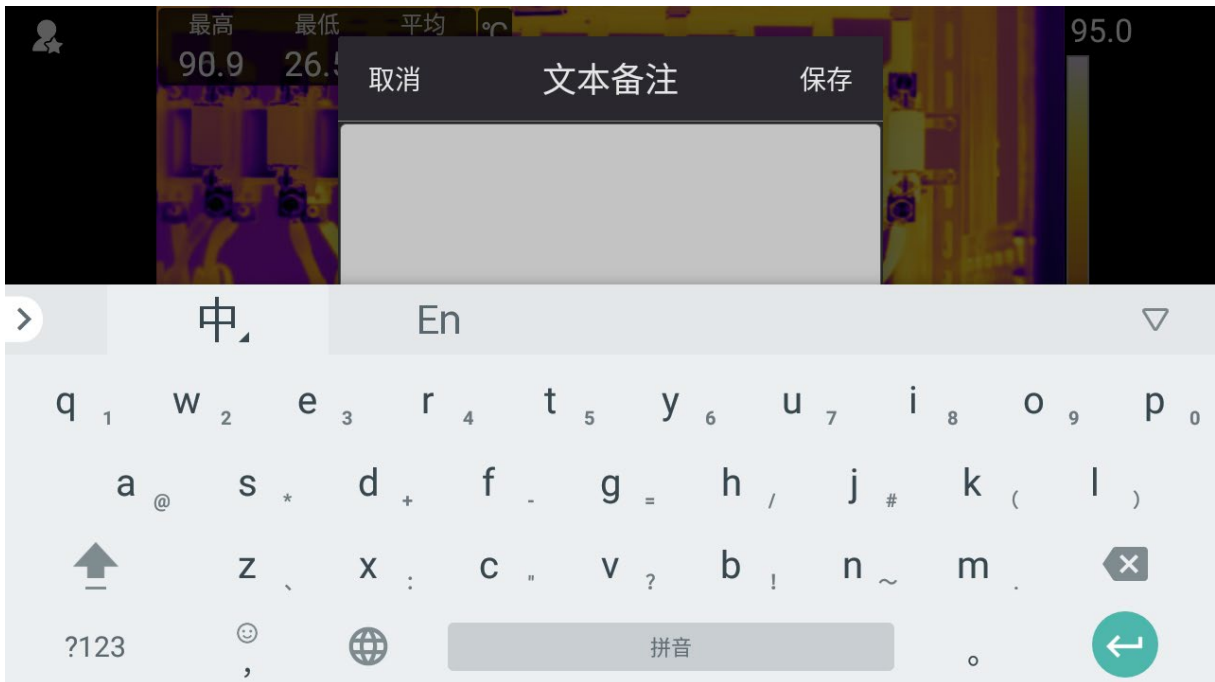 最高 最低 平均 ℃
90.9 26.5
95.0
取消 文本备注 保存
中 En
q 1 w 2 e 3 r 4 t 5 y 6 u 7 i 8 o 9 p 0
a @ s * d + f - g = h / j # k ( l )
z 、 x : c " v ? b ! n ～ m .
?123 , 拼音 。